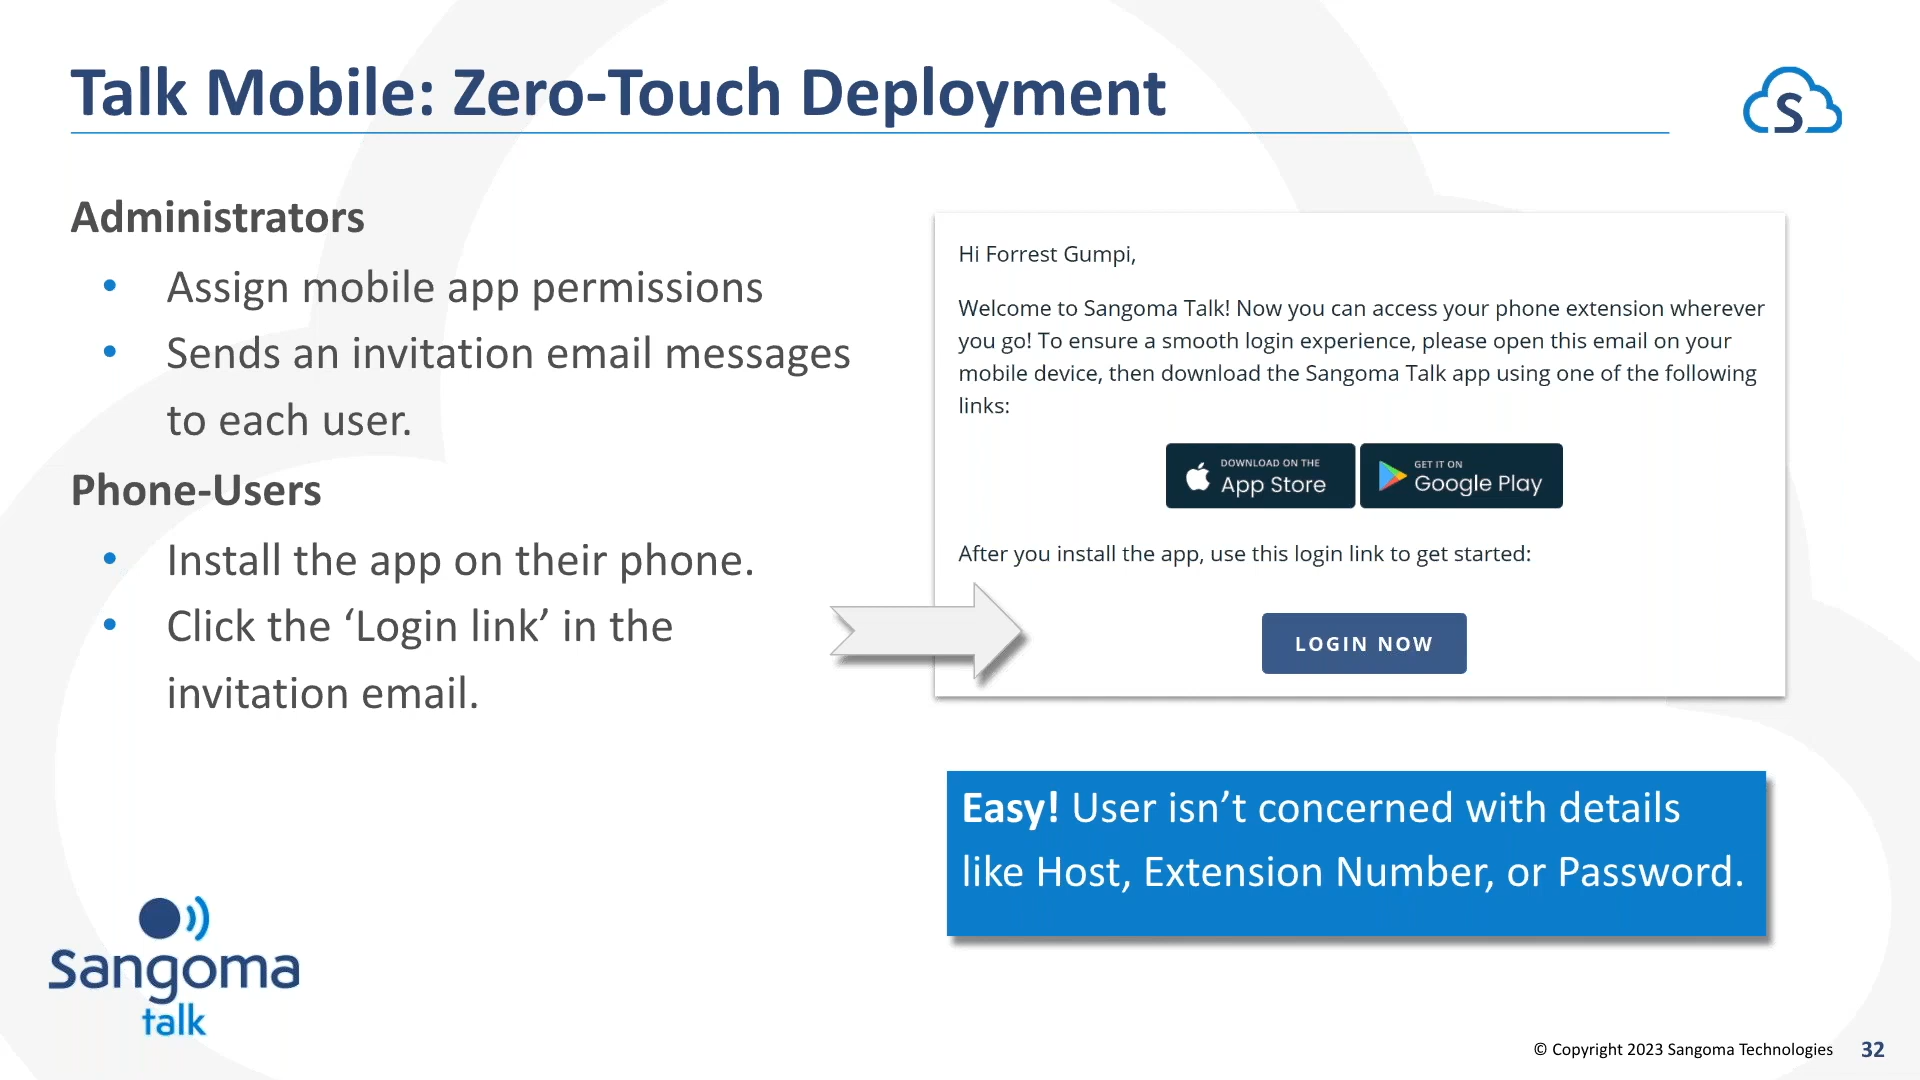 Talk Mobile: Zero-Touch Deployment
S
Administrators
• Assign mobile app permissions
• Sends an invitation email messages
to each user.
Phone-Users
• Install the app on their phone.
• Click the ‘Login link’ in the
invitation email.
Hi Forrest Gumpi,
Welcome to Sangoma Talk! Now you can access your phone extension wherever
you go! To ensure a smooth login experience, please open this email on your
mobile device, then download the Sangoma Talk app using one of the following
links:
DOWNLOAD ON THE
App Store
GET IT ON
Google Play
After you install the app, use this login link to get started:
LOGIN NOW
Easy! User isn’t concerned with details
like Host, Extension Number, or Password.
Sangoma
talk
© Copyright 2023 Sangoma Technologies 32